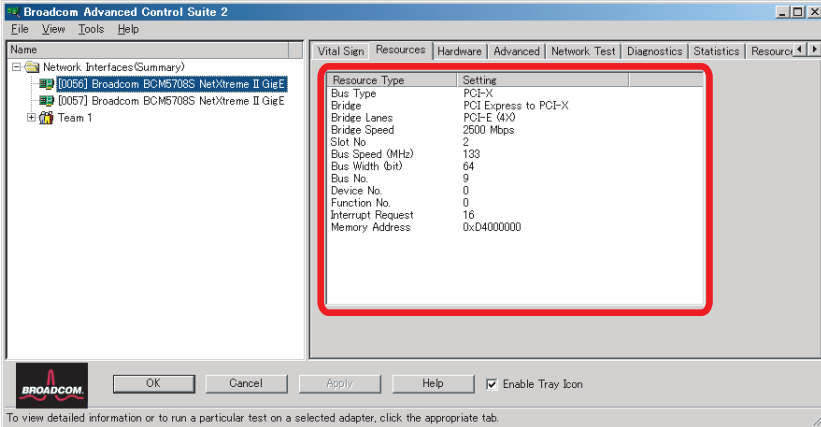 Broadcom Advanced Control Suite 2
File View Tools Help
Name
Network Interfaces(Summary)
[0056] Broadcom BCM5708S NetXtreme II GigE
[0057] Broadcom BCM5708S NetXtreme II GigE
Team 1
Vital Sign Resources Hardware Advanced Network Test Diagnostics Statistics Resourc
Resource Type Setting
Bus Type PCI-X
Bridge PCI Express to PCI-X
Bridge Lanes PCI-E (4X)
Bridge Speed 2500 Mbps
Slot No 2
Bus Speed (MHz) 133
Bus Width (bit) 64
Bus No. 9
Device No. 0
Function No. 0
Interrupt Request 16
Memory Address 0xD4000000
BROADCOM.
OK Cancel Apply Help Enable Tray Icon
To view detailed information or to run a particular test on a selected adapter, click the appropriate tab.